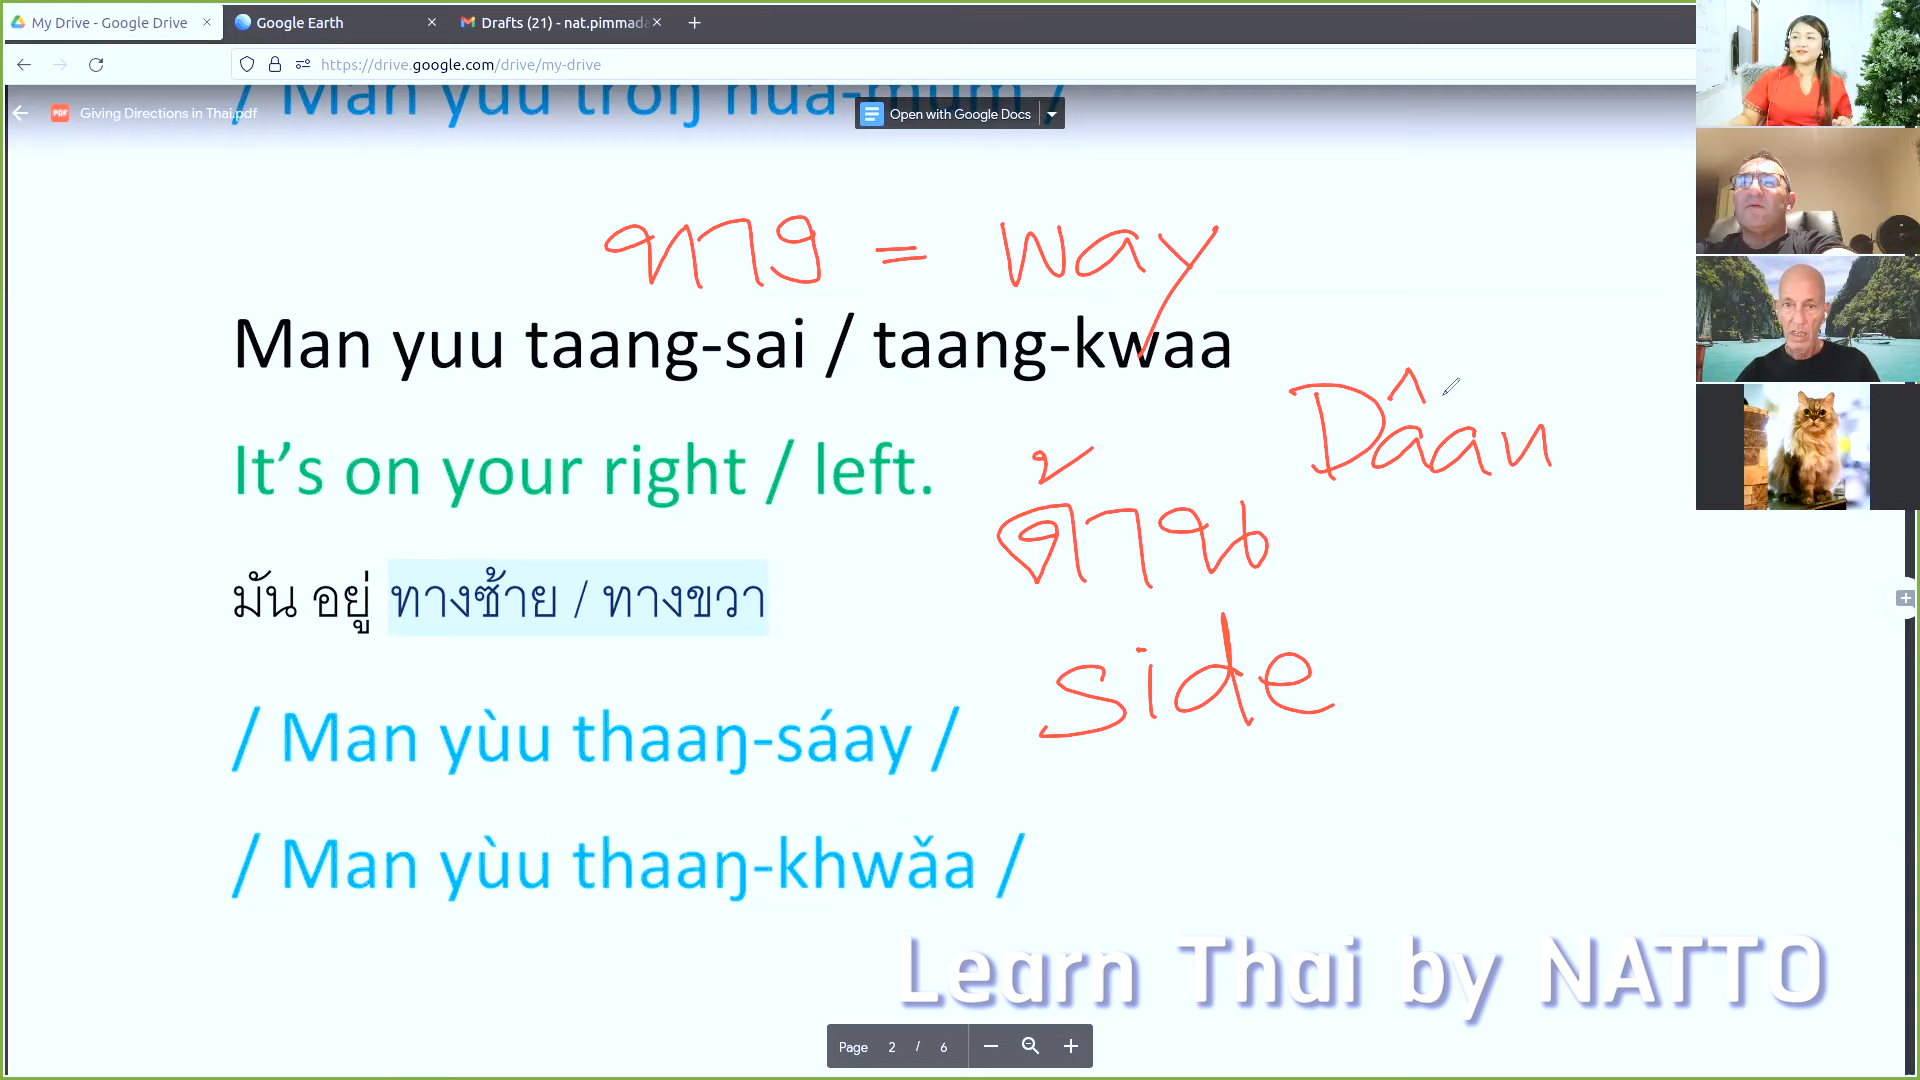 My Drive - Google Drive
Google Earth
Drafts (21) - nat.pimmada
https://drive.google.com/drive/my-drive
Giving Directions in Thai.pdf
Open with Google Docs
ทาง = way
Man yuu taang-sai / taang-kwaa
Dâan
It's on your right / left.
ด้าน
มัน อยู่ ทางซ้าย / ทางขวา
side
/ Man yùu thaaŋ-sáay /
/ Man yùu thaaŋ-khwǎa /
Learn Thai by NATTO
Page 2 / 6